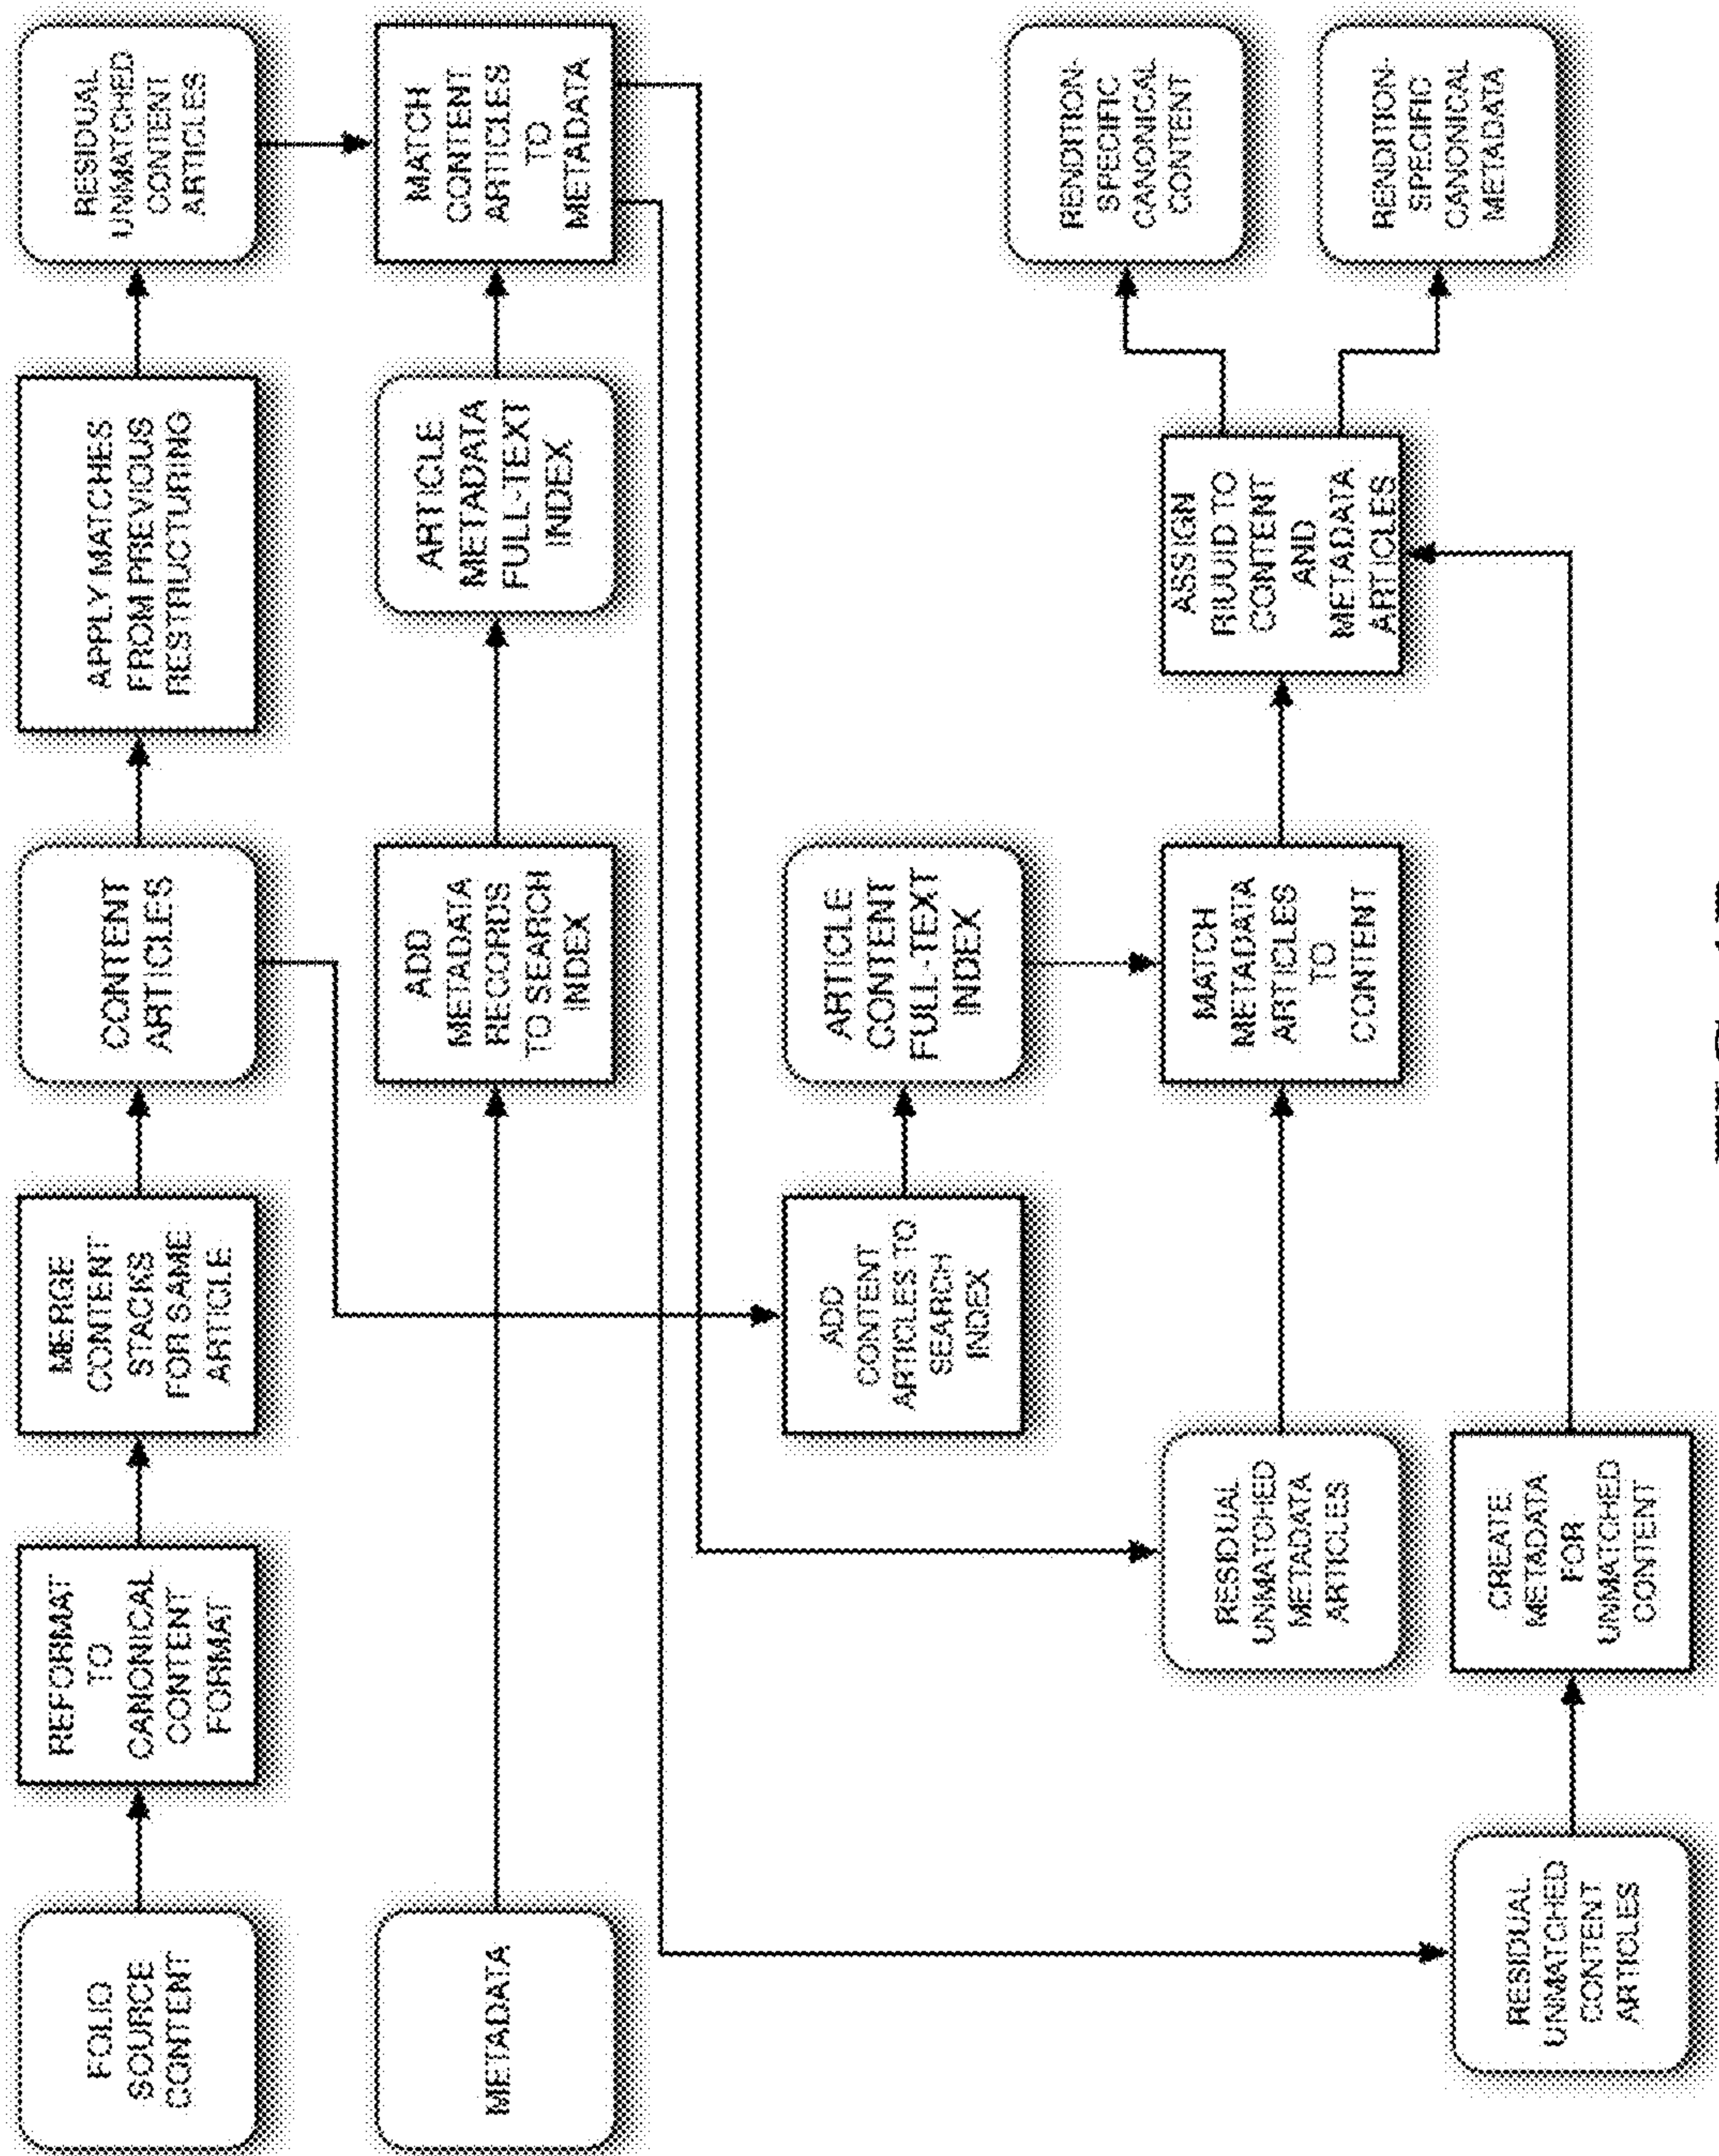 FOLIO
SOURCE
CONTENT
REFORMAT
TO
CANONICAL
CONTENT
FORMAT
MERGE
CONTENT
STACKS
FOR SAME
ARTICLE
CONTENT
ARTICLES
APPLY MATCHES
FROM PREVIOUS
RESTRUCTURING
RESIDUAL
UNMATCHED
CONTENT
ARTICLES
METADATA
ADD
METADATA
RECORDS
TO SEARCH
INDEX
ARTICLE
METADATA
FULL-TEXT
INDEX
MATCH
CONTENT
ARTICLES
TO
METADATA
ADD
CONTENT
ARTICLES TO
SEARCH
INDEX
ARTICLE
CONTENT
FULL-TEXT
INDEX
RESIDUAL
UNMATCHED
METADATA
ARTICLES
MATCH
METADATA
ARTICLES
TO
CONTENT
ASSIGN
RUUID TO
CONTENT
AND
METADATA
ARTICLES
RENDITION-
SPECIFIC
CANONICAL
CONTENT
RENDITION-
SPECIFIC
CANONICAL
METADATA
RESIDUAL
UNMATCHED
CONTENT
ARTICLES
CREATE
METADATA
FOR
UNMATCHED
CONTENT